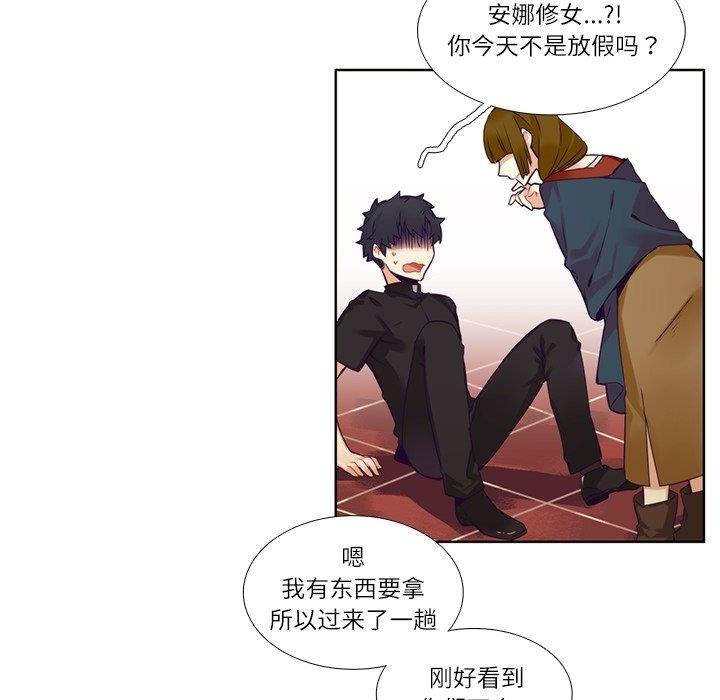 安娜修女...?!
你今天不是放假吗？
嗯
我有东西要拿
所以过来了一趟
刚好看到